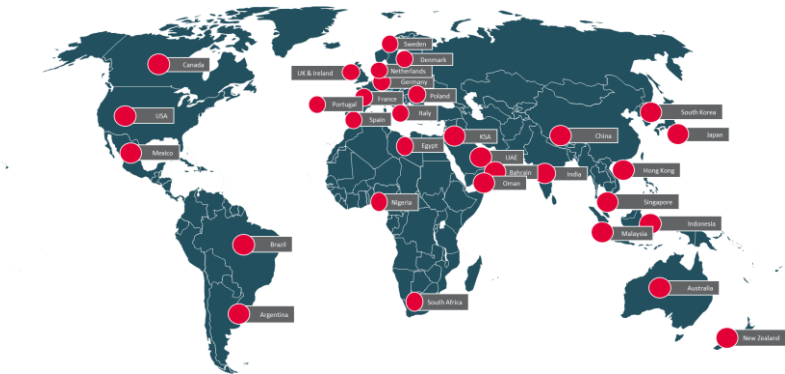 Sweden
Canada
Denmark
UK & Ireland
Netherlands
Germany
Poland
Portugal
France
USA
Italy
South Korea
Spain
KSA
China
Japan
Mexico
Egypt
UAE
Bahrain
India
Hong Kong
Oman
Nigeria
Singapore
Indonesia
Malaysia
Brazil
Australia
South Africa
Argentina
New Zealand